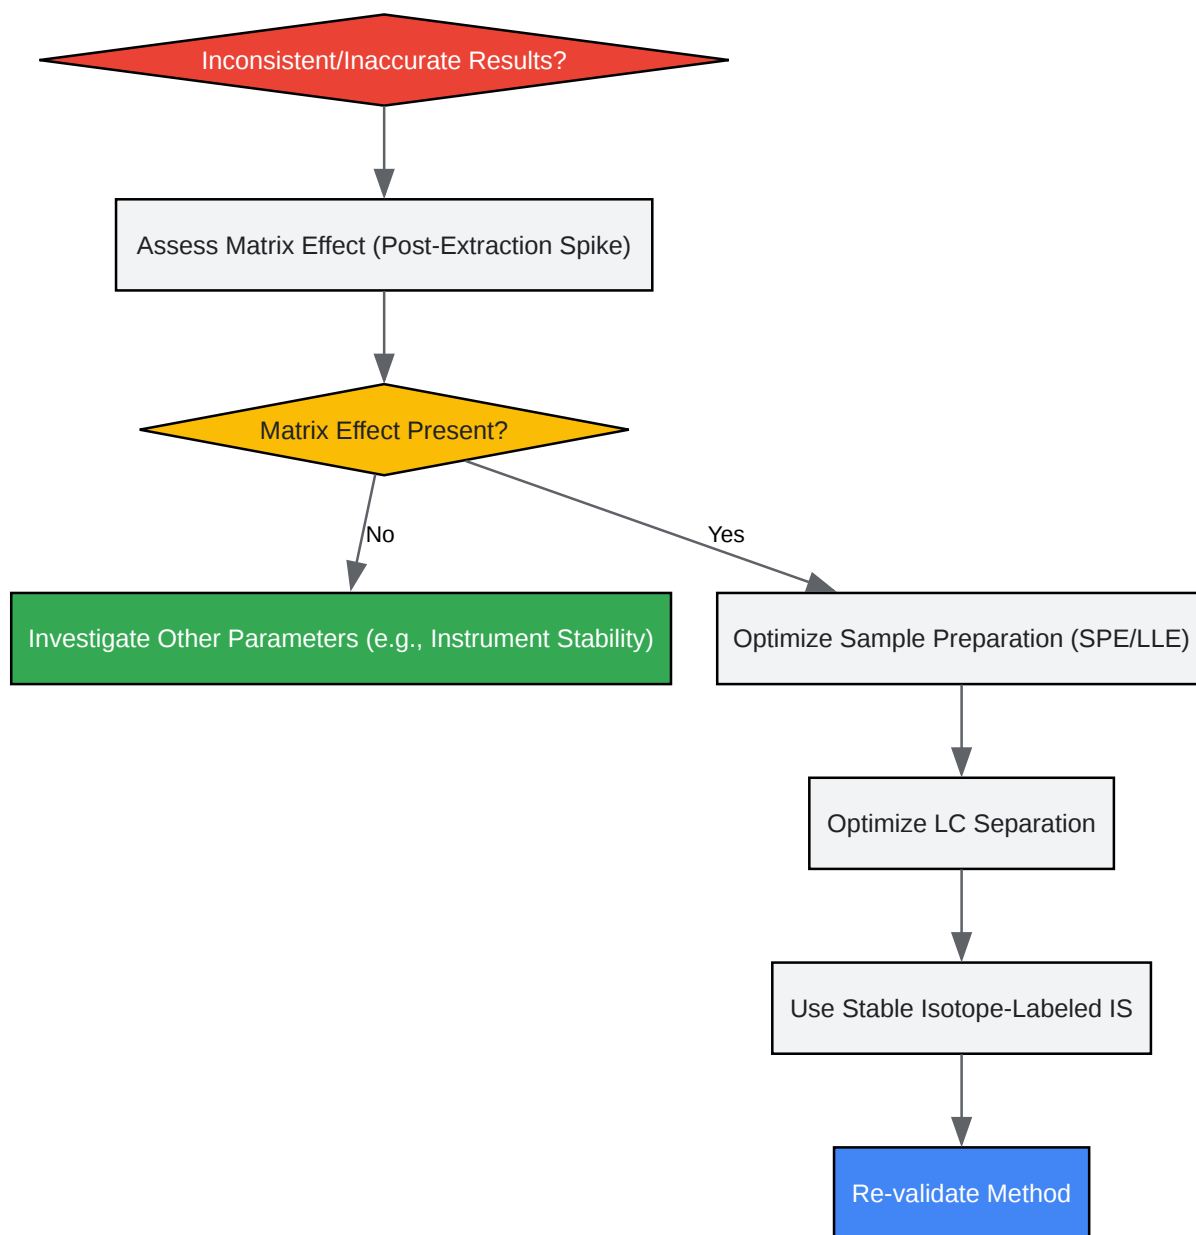 Inconsistent/Inaccurate Results?
Assess Matrix Effect (Post-Extraction Spike)
Matrix Effect Present?
No
Yes
Investigate Other Parameters (e.g., Instrument Stability)
Optimize Sample Preparation (SPE/LLE)
Optimize LC Separation
Use Stable Isotope-Labeled IS
Re-validate Method